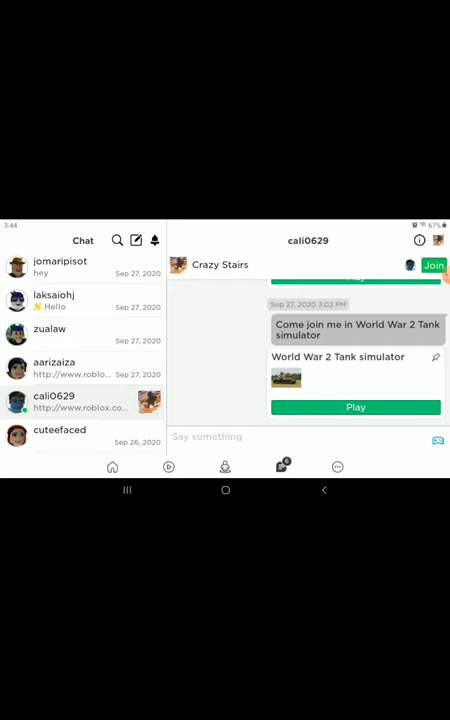 3:44
67%
Chat
jomaripisot
hey
Sep 27, 2020
laksaiohj
👋 Hello
Sep 27, 2020
zualaw
Sep 27, 2020
aarizaiza
http://www.roblo...
Sep 27, 2020
cali0629
http://www.roblox.co...
cuteefaced
Sep 26, 2020
cali0629
Crazy Stairs
Join
Sep 27, 2020 3:02 PM
Come join me in World War 2 Tank
simulator
World War 2 Tank simulator
Play
Say something
6